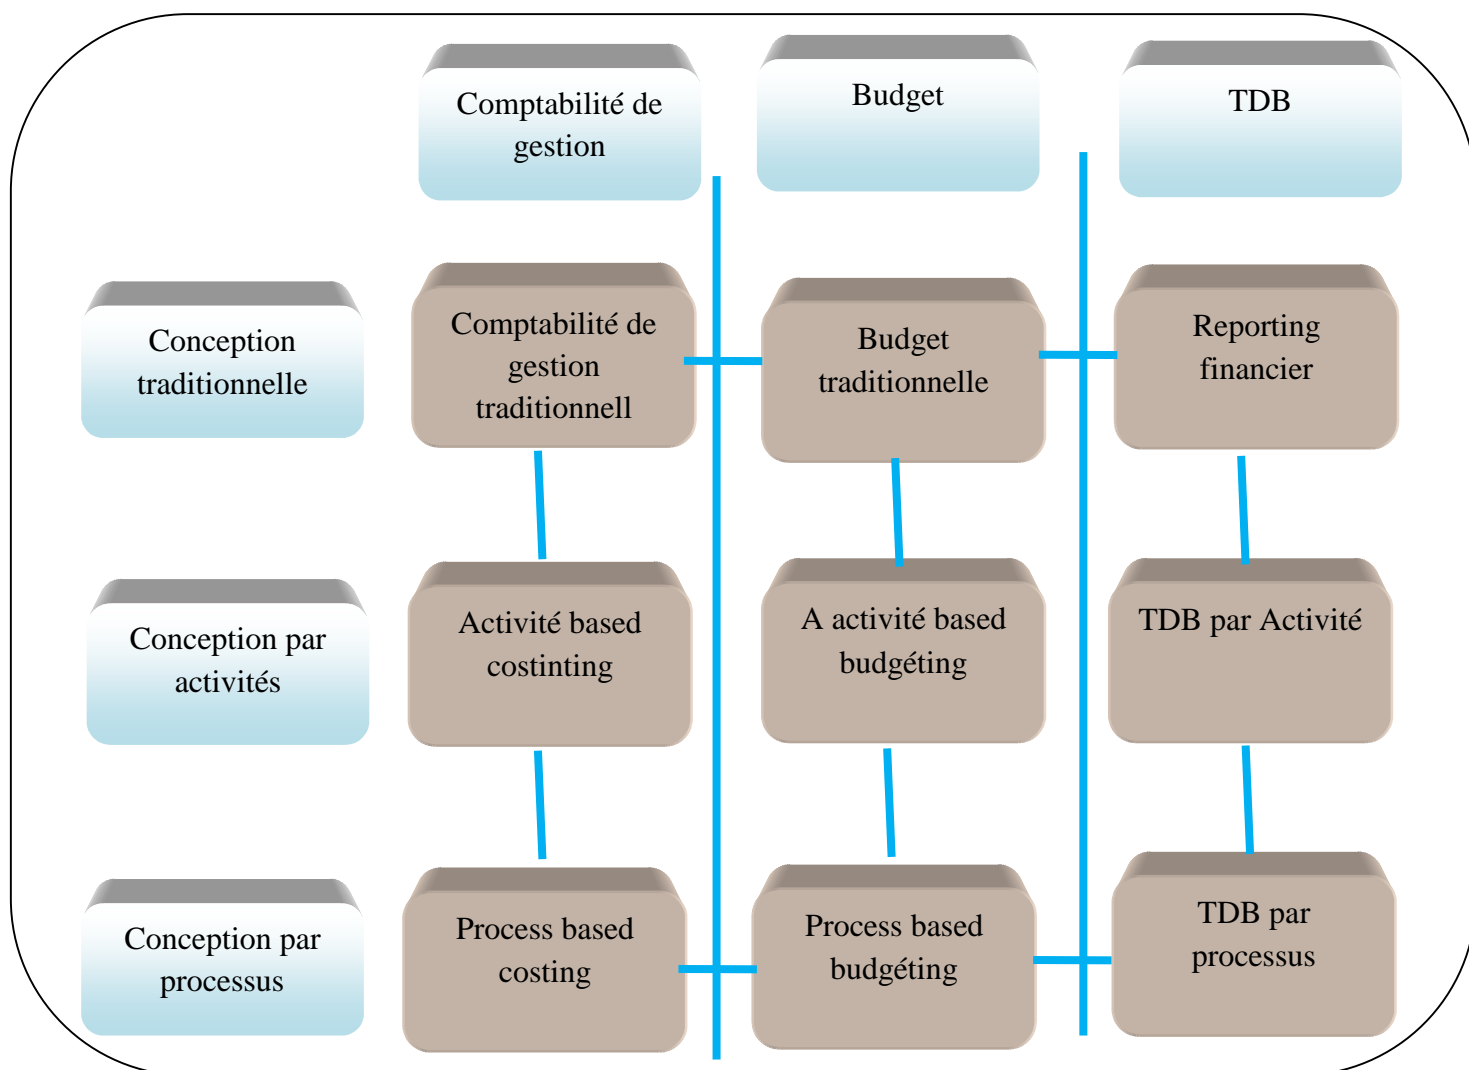 Comptabilité de
gestion
Budget
TDB
Conception
traditionnelle
Comptabilité de
gestion
traditionnell
Budget
traditionnelle
Reporting
financier
Conception par
activités
Activité based
costinting
A activité based
budgéting
TDB par Activité
Conception par
processus
Process based
costing
Process based
budgéting
TDB par
processus